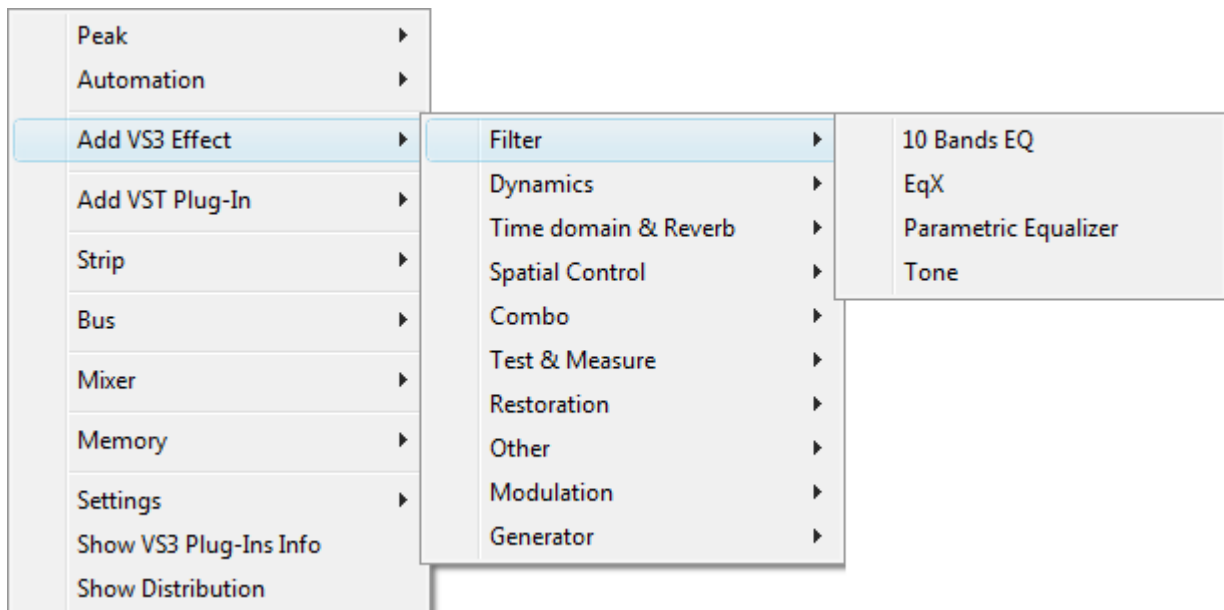 Peak
Automation
Add VS3 Effect
Add VST Plug-In
Strip
Bus
Mixer
Memory
Settings
Show VS3 Plug-Ins Info
Show Distribution
Filter
Dynamics
Time domain & Reverb
Spatial Control
Combo
Test & Measure
Restoration
Other
Modulation
Generator
10 Bands EQ
EqX
Parametric Equalizer
Tone